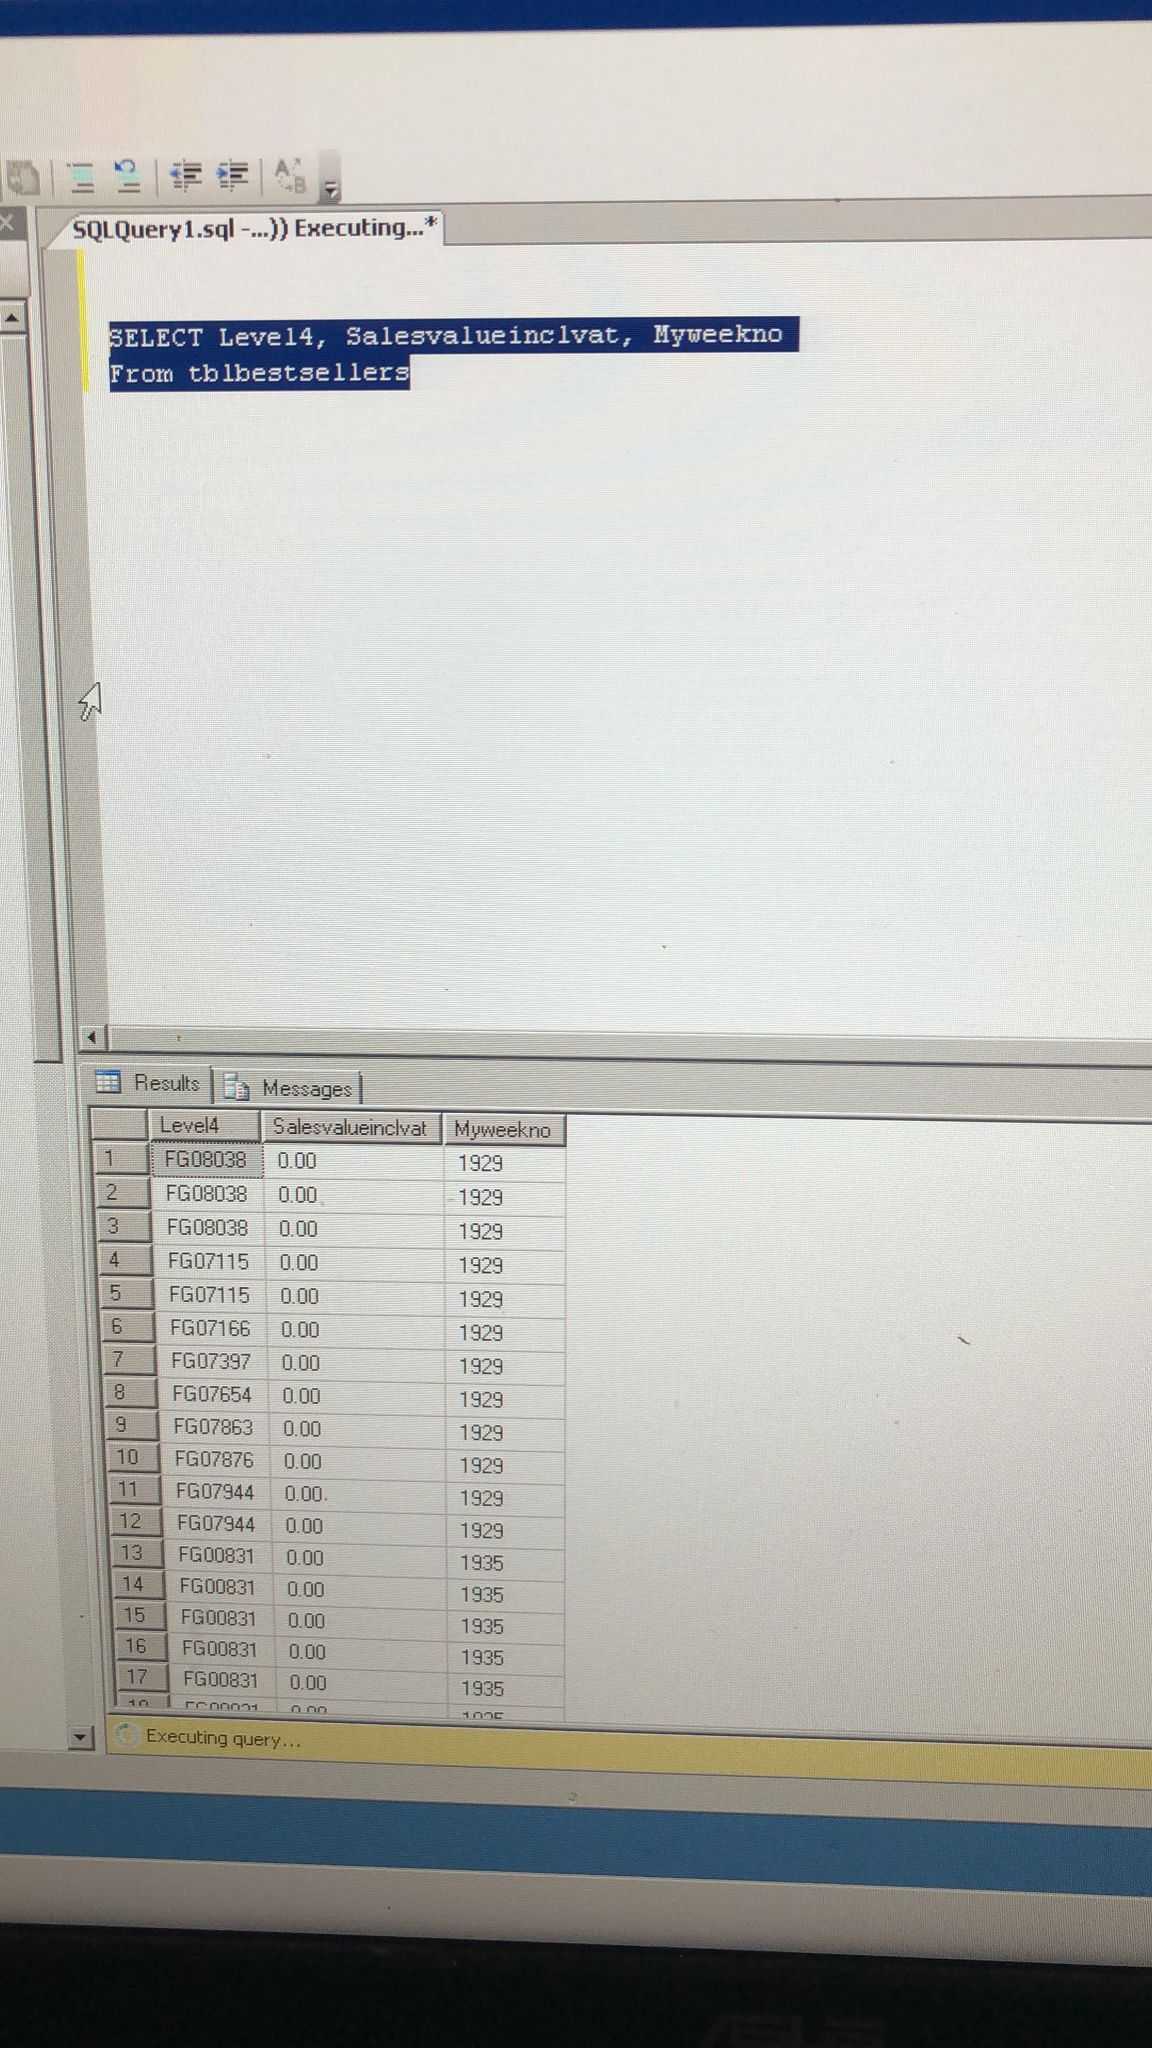 SQLQuery1.sql -...)) Executing...*
SELECT Level4, Salesvalueinclvat, Myweekno
From tblbestsellers
Results Messages
Level4 Salesvalueinclvat Myweekno
1 FG08038 0.00 1929
2 FG08038 0.00 1929
3 FG08038 0.00 1929
4 FG07115 0.00 1929
5 FG07115 0.00 1929
6 FG07166 0.00 1929
7 FG07397 0.00 1929
8 FG07654 0.00 1929
9 FG07863 0.00 1929
10 FG07876 0.00 1929
11 FG07944 0.00 1929
12 FG07944 0.00 1929
13 FG00831 0.00 1935
14 FG00831 0.00 1935
15 FG00831 0.00 1935
16 FG00831 0.00 1935
17 FG00831 0.00 1935
Executing query...